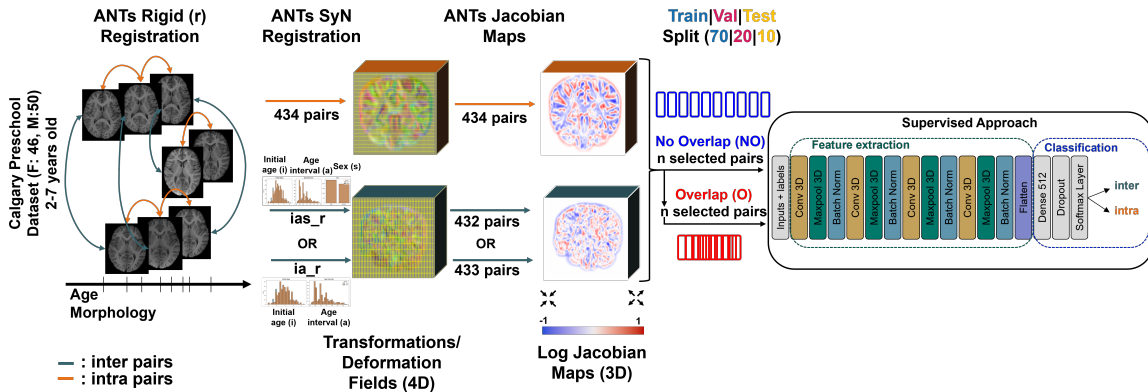 ANTs Rigid (r)
Registration
ANTs SyN
Registration
ANTs Jacobian
Maps
Train|Val|Test
Split (70|20|10)
Calgary Preschool
Dataset (F: 46, M:50)
2-7 years old
434 pairs
434 pairs
Initial
age (i)
Age
interval (a)
Sex (s)
ias_r
OR
ia_r
432 pairs
OR
433 pairs
Initial
age (i)
Age
interval (a)
Age
Morphology
: inter pairs
: intra pairs
Transformations/
Deformation
Fields (4D)
-1
1
Log Jacobian
Maps (3D)
No Overlap (NO)
n selected pairs
Overlap (O)
n selected pairs
Supervised Approach
Feature extraction
Classification
Inputs + labels
Conv 3D
Maxpool 3D
Batch Norm
Conv 3D
Maxpool 3D
Batch Norm
Conv 3D
Maxpool 3D
Batch Norm
Conv 3D
Maxpool 3D
Batch Norm
Flatten
Dense 512
Dropout
Softmax Layer
inter
intra